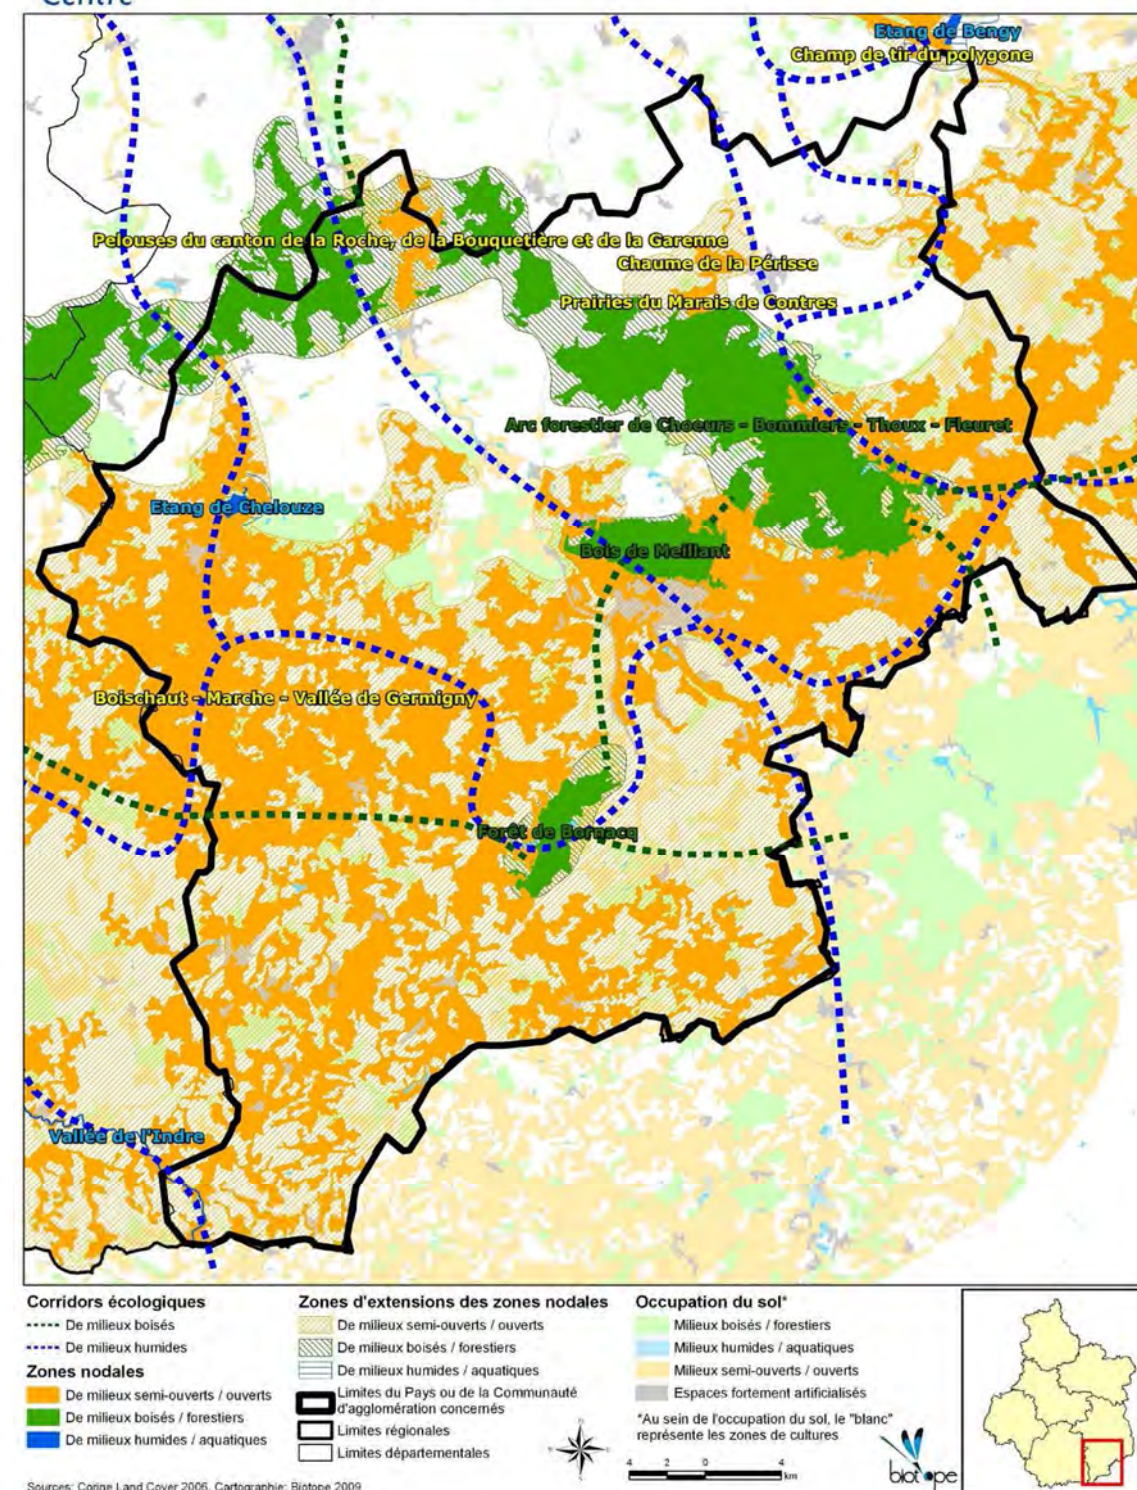 Centre
Etang de Bengy
Champ de tir du polygone
Pelouses du canton de la Roche, de la Bouquetière et de la Garenne
Chaume de la Périsse
Prairies du Marais de Contres
Arc forestier de Choeurs - Bommiers - Thoux - Fleuret
Etang de Chelouze
Bois de Meillant
Boischaut - Marche - Vallée de Germigny
Forêt de Bornacq
Vallée de l'Indre
Corridors écologiques
De milieux boisés
De milieux humides
Zones nodales
De milieux semi-ouverts / ouverts
De milieux boisés / forestiers
De milieux humides / aquatiques
Zones d'extensions des zones nodales
De milieux semi-ouverts / ouverts
De milieux boisés / forestiers
De milieux humides / aquatiques
Limites du Pays ou de la Communauté
d'agglomération concernés
Limites régionales
Limites départementales
Occupation du sol*
Milieux boisés / forestiers
Milieux humides / aquatiques
Milieux semi-ouverts / ouverts
Espaces fortement artificialisés
*Au sein de l'occupation du sol, le "blanc"
représente les zones de cultures
4 2 0 4
km
biotope
Sources: Corine Land Cover 2006, Cartographie: Biotope 2009